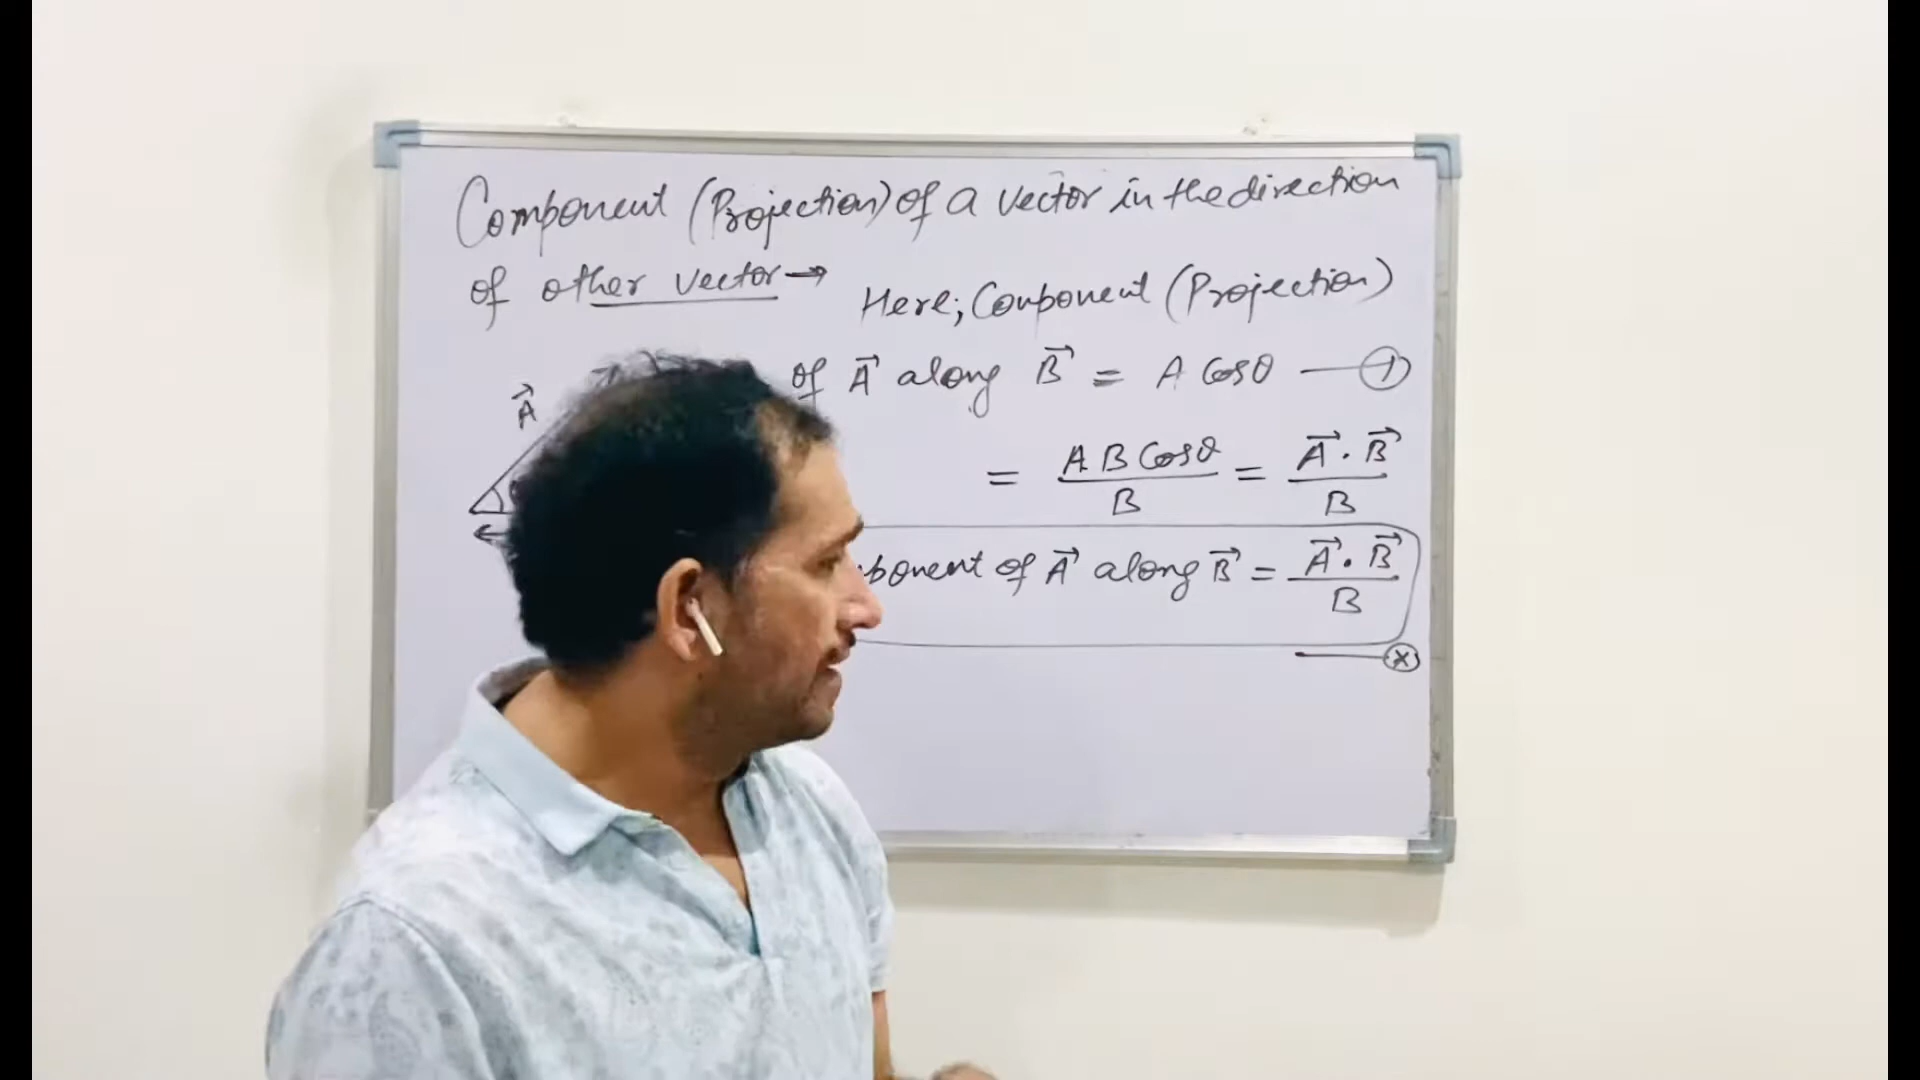 Component (Projection) of a vector in the direction
of other vector →
Here; Component (Projection)
of A⃗ along B⃗ = A Cosθ —①
A⃗
= A B Cosθ / B = A⃗ . B⃗ / B
ponent of A⃗ along B⃗ = A⃗ . B⃗ / B
—ⓧ